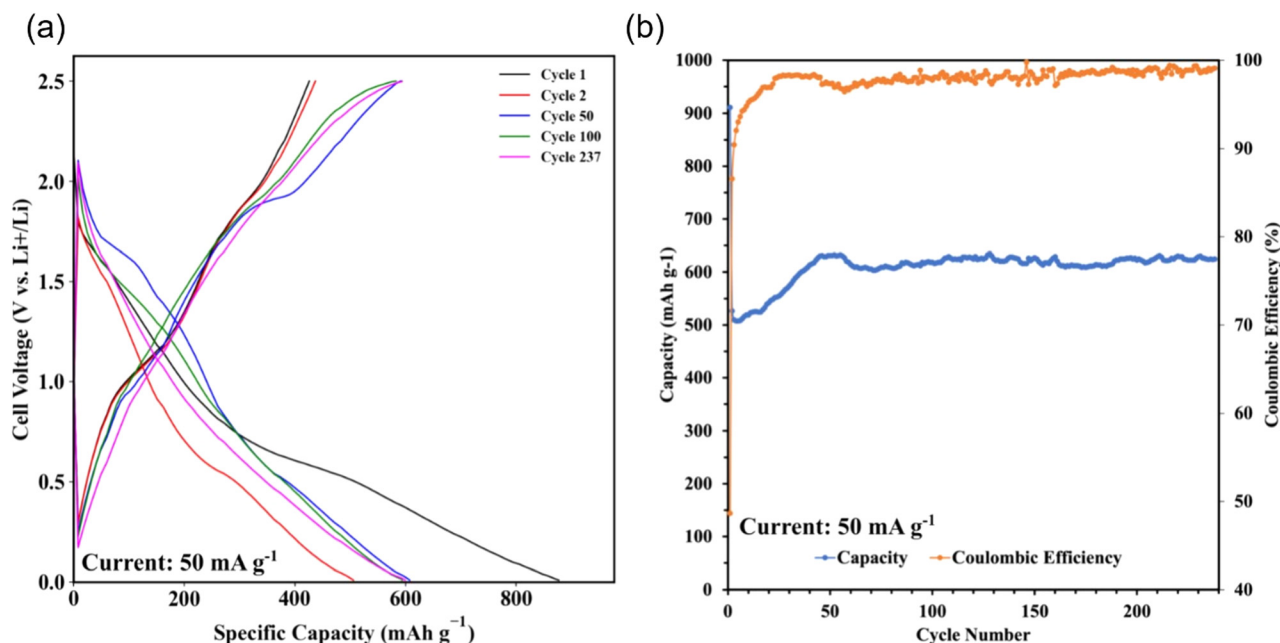 (a)
2.5
2.0
1.5
1.0
0.5
0.0
Cell Voltage (V vs. Li+/Li)
Cycle 1
Cycle 2
Cycle 50
Cycle 100
Cycle 237
Current: 50 mA g⁻¹
0
200
400
600
800
Specific Capacity (mAh g⁻¹)
(b)
1000
900
800
700
600
500
400
300
200
100
0
Capacity (mAh g-1)
100
90
80
70
60
50
40
Coulombic Efficiency (%)
Current: 50 mA g⁻¹
Capacity
Coulombic Efficiency
0
50
100
150
200
Cycle Number